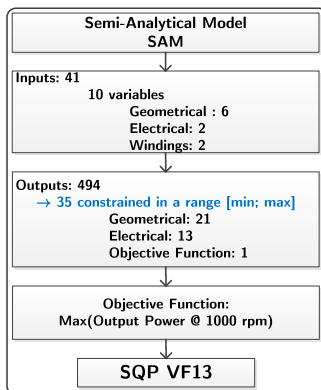 Semi-Analytical Model
SAM
Inputs: 41
10 variables
Geometrical : 6
Electrical: 2
Windings: 2
Outputs: 494
→ 35 constrained in a range [min; max]
Geometrical: 21
Electrical: 13
Objective Function: 1
Objective Function:
Max(Output Power @ 1000 rpm)
SQP VF13